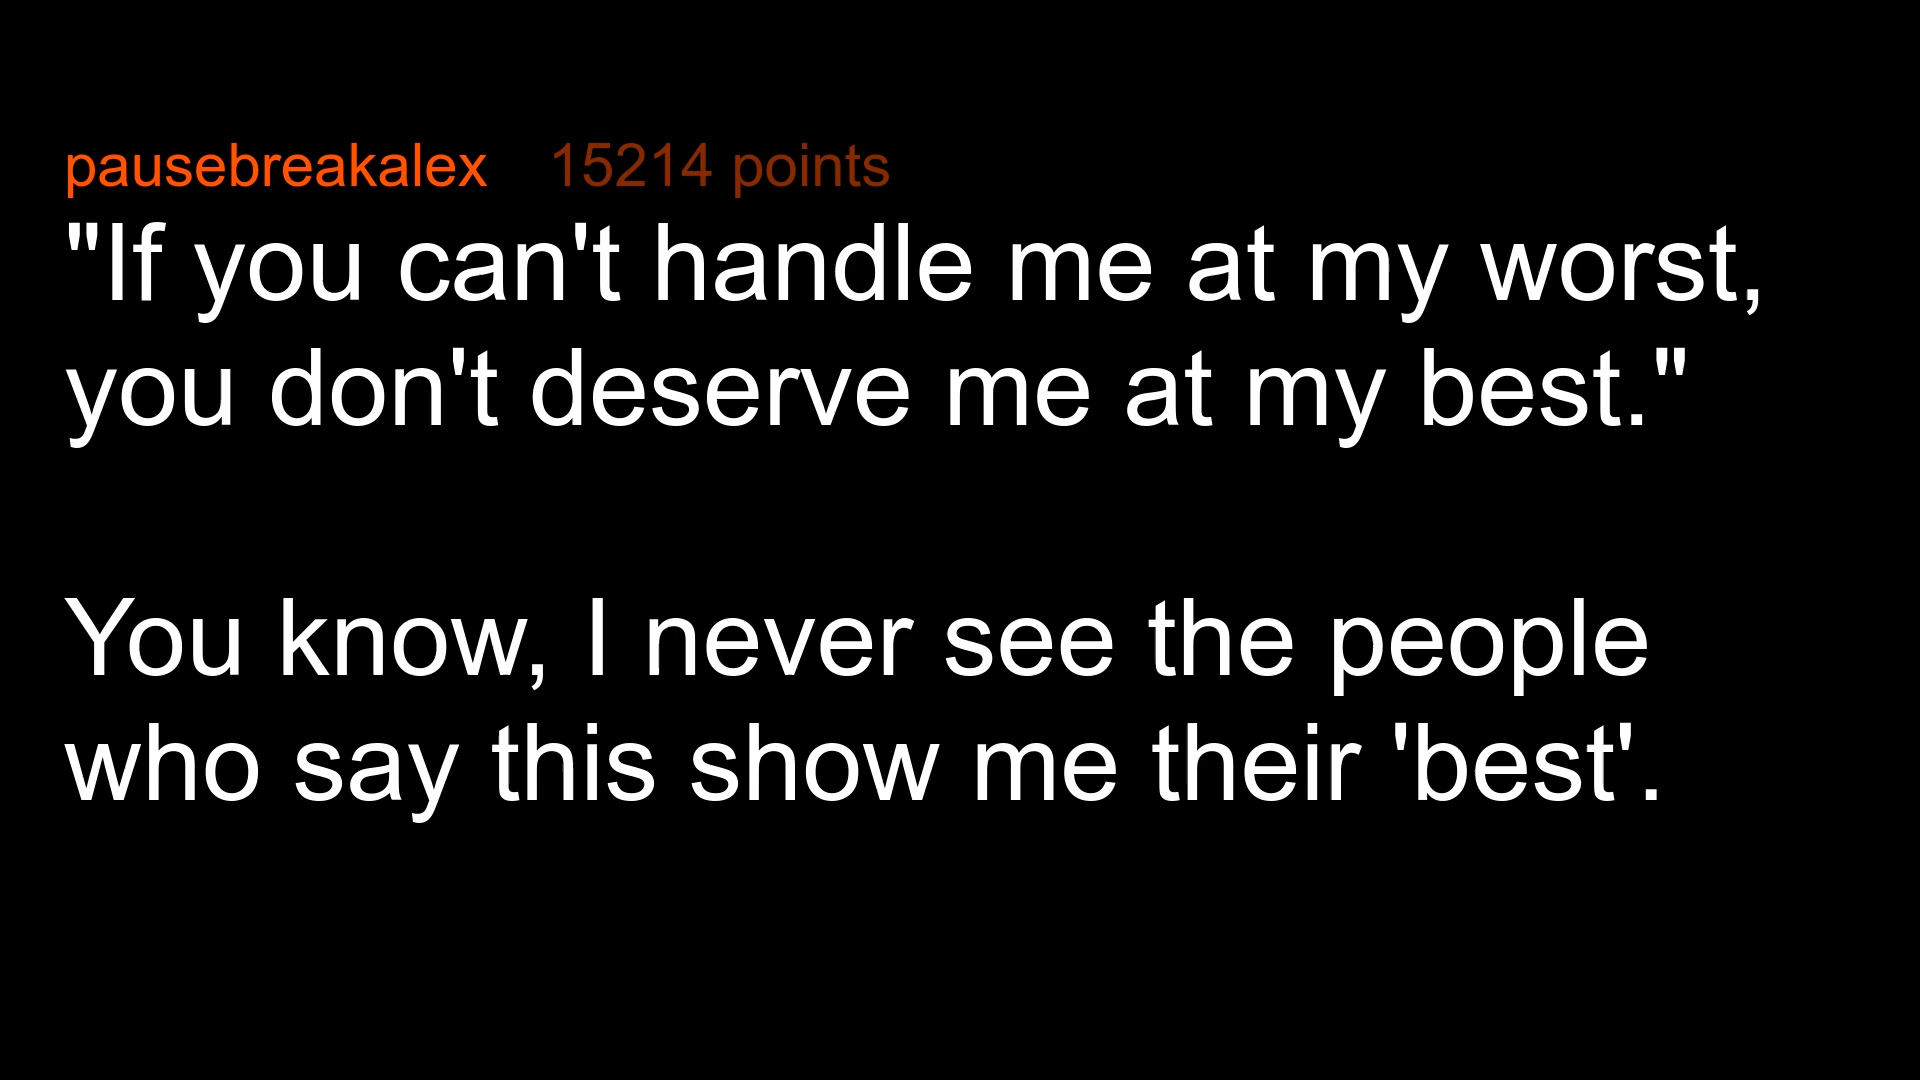 pausebreakalex 15214 points
"If you can't handle me at my worst,
you don't deserve me at my best."
You know, I never see the people
who say this show me their 'best'.